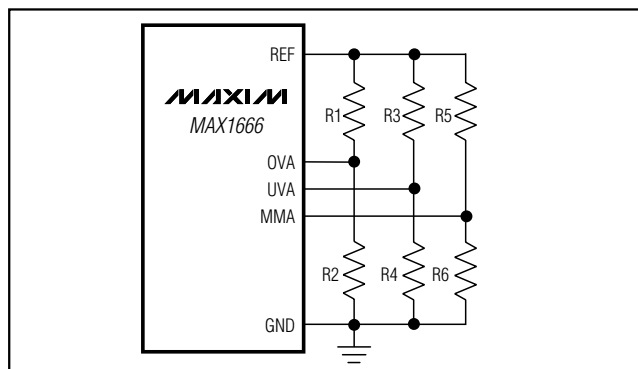 REF
MAXIM
MAX1666
R1
R3
R5
OVA
UVA
MMA
R2
R4
R6
GND